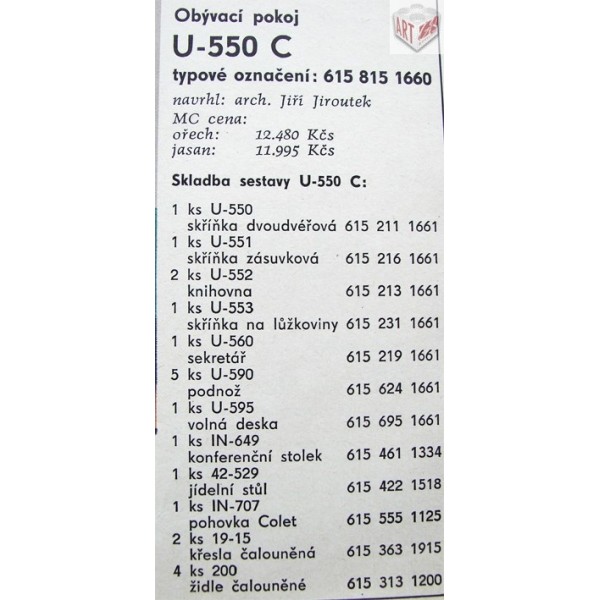 ART
Obývací pokoj
U-550 C
typové označení: 615 815 1660
navrhl: arch. Jiří Jiroutek
MC cena:
ořech: 12.480 Kčs
jasan: 11.995 Kčs
Skladba sestavy U-550 C:
1 ks U-550
skříňka dvoudvéřová 615 211 1661
1 ks U-551
skříňka zásuvková 615 216 1661
2 ks U-552
knihovna 615 213 1661
1 ks U-553
skříňka na lůžkoviny 615 231 1661
1 ks U-560
sekretář 615 219 1661
5 ks U-590
podnož 615 624 1661
1 ks U-595
volná deska 615 695 1661
1 ks IN-649
konferenční stolek 615 461 1334
1 ks 42-529
jídelní stůl 615 422 1518
1 ks IN-707
pohovka Colet 615 555 1125
2 ks 19-15
křesla čalouněná 615 363 1915
4 ks 200
židle čalouněné 615 313 1200